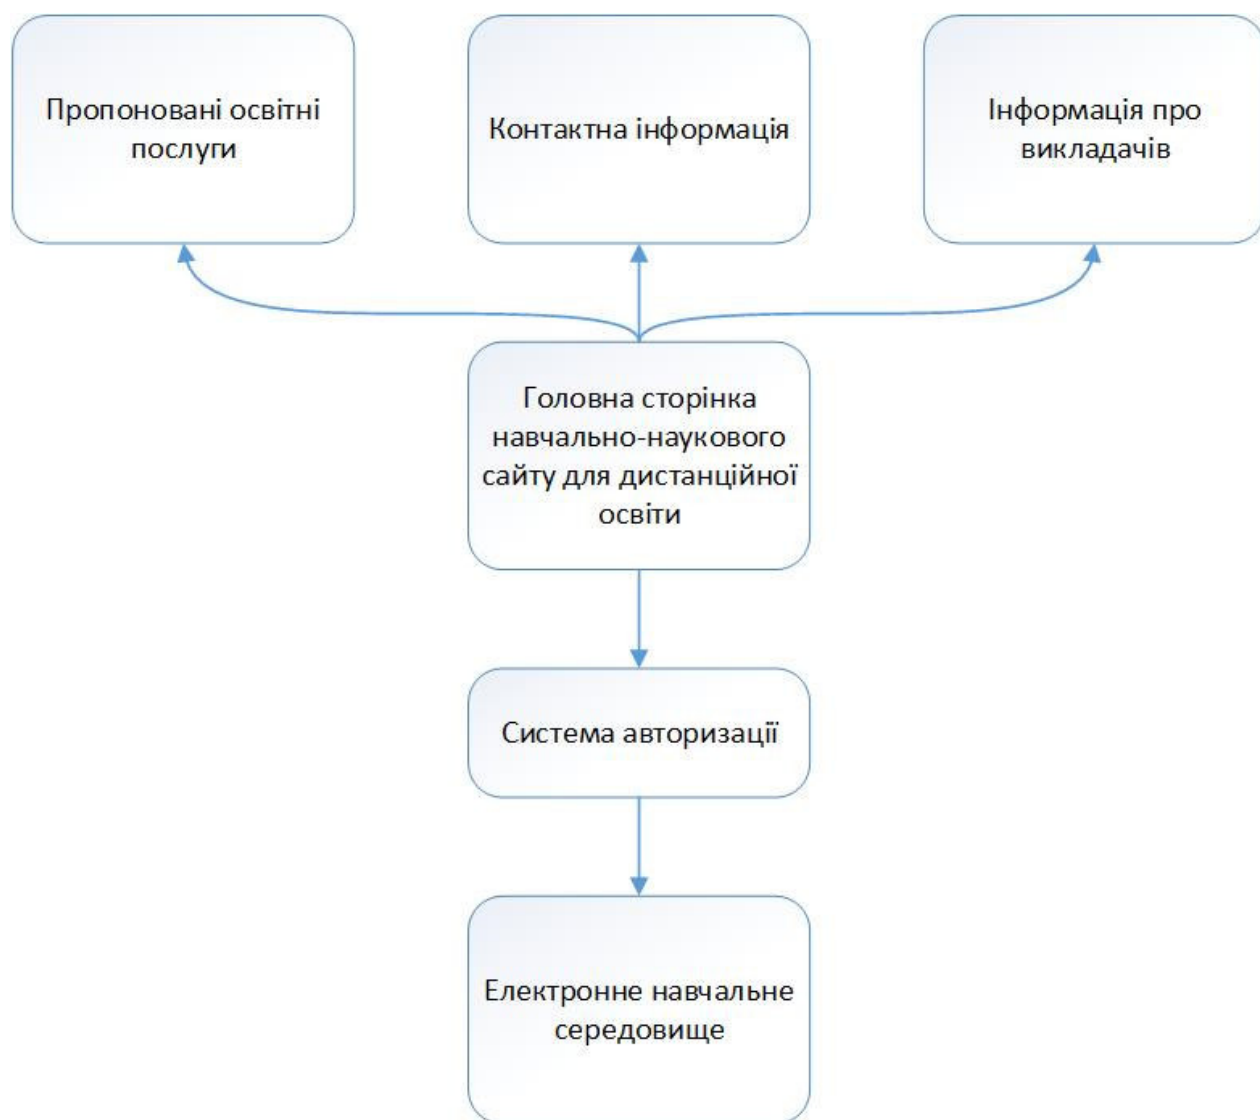 Пропоновані освітні
послуги
Контактна інформація
Інформація про
викладачів
Головна сторінка
навчально-наукового
сайту для дистанційної
освіти
Система авторизації
Електронне навчальне
середовище